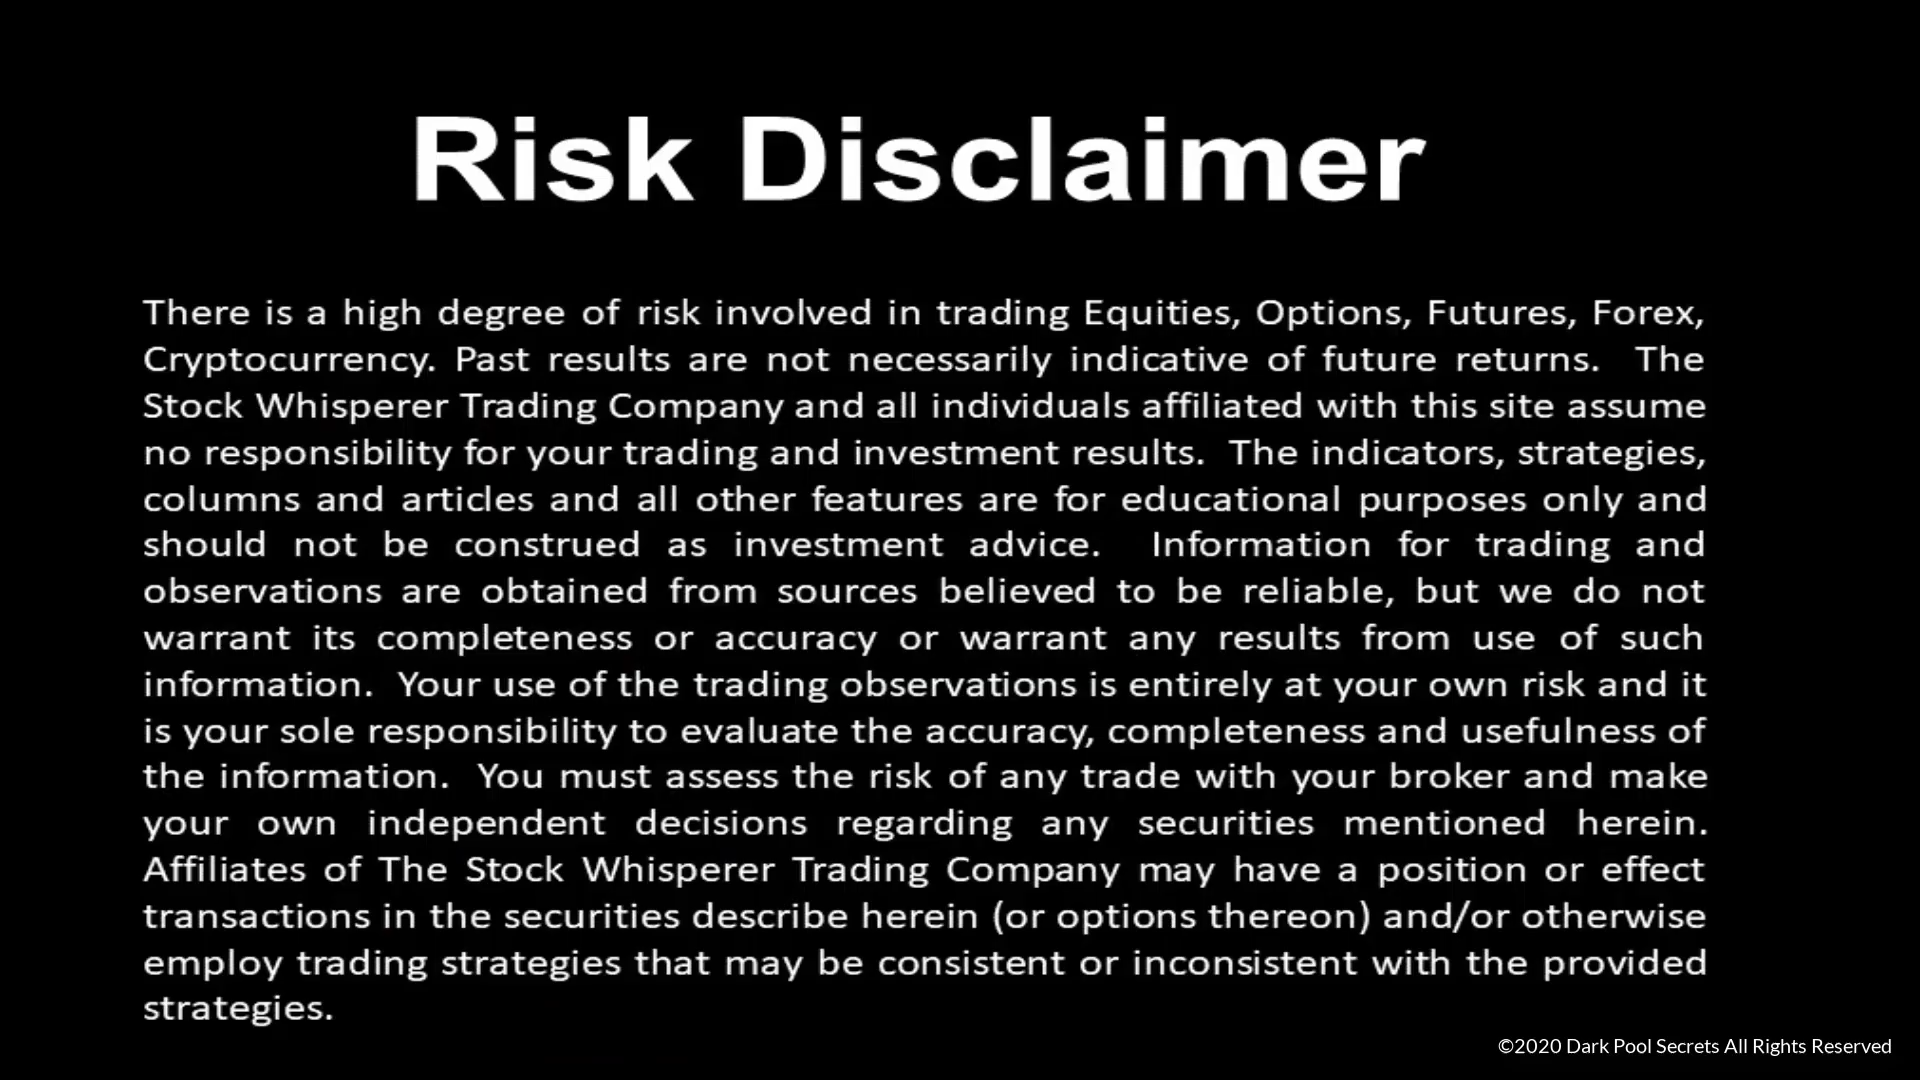 Risk Disclaimer
There is a high degree of risk involved in trading Equities, Options, Futures, Forex,
Cryptocurrency. Past results are not necessarily indicative of future returns.  The
Stock Whisperer Trading Company and all individuals affiliated with this site assume
no responsibility for your trading and investment results.  The indicators, strategies,
columns and articles and all other features are for educational purposes only and
should not be construed as investment advice.  Information for trading and
observations are obtained from sources believed to be reliable, but we do not
warrant its completeness or accuracy or warrant any results from use of such
information.  Your use of the trading observations is entirely at your own risk and it
is your sole responsibility to evaluate the accuracy, completeness and usefulness of
the information.  You must assess the risk of any trade with your broker and make
your own independent decisions regarding any securities mentioned herein.
Affiliates of The Stock Whisperer Trading Company may have a position or effect
transactions in the securities describe herein (or options thereon) and/or otherwise
employ trading strategies that may be consistent or inconsistent with the provided
strategies.
©2020 Dark Pool Secrets All Rights Reserved